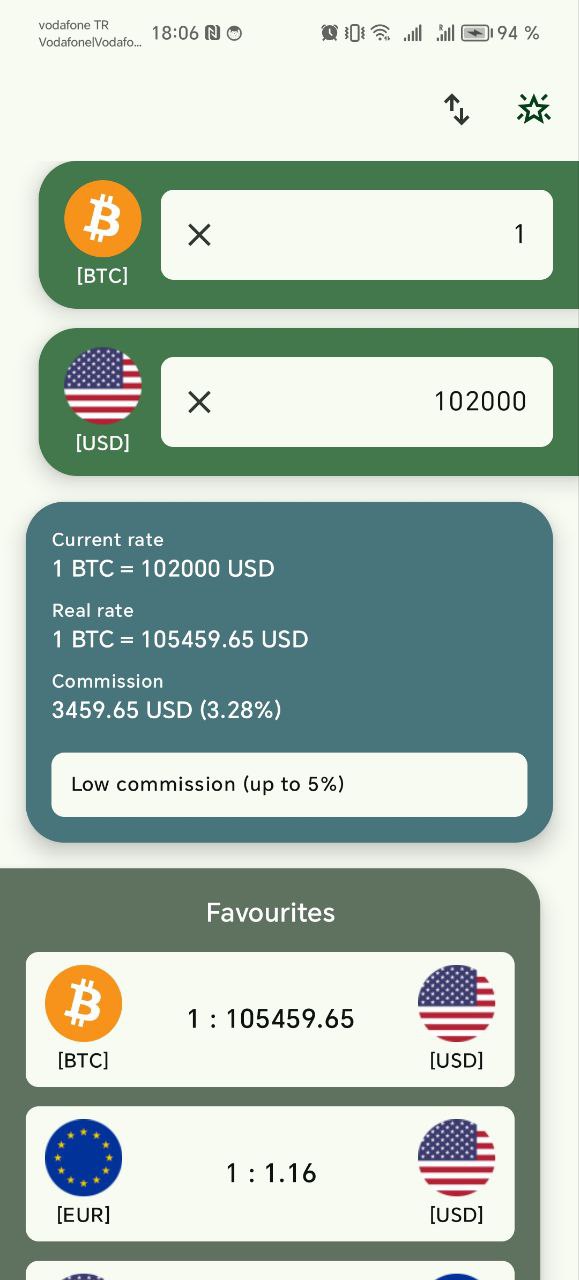 vodafone TR
Vodafone|Vodafo... 18:06 94 %
[BTC]
1
[USD]
102000
Current rate
1 BTC = 102000 USD
Real rate
1 BTC = 105459.65 USD
Commission
3459.65 USD (3.28%)
Low commission (up to 5%)
Favourites
1 : 105459.65
[BTC] [USD]
1 : 1.16
[EUR] [USD]